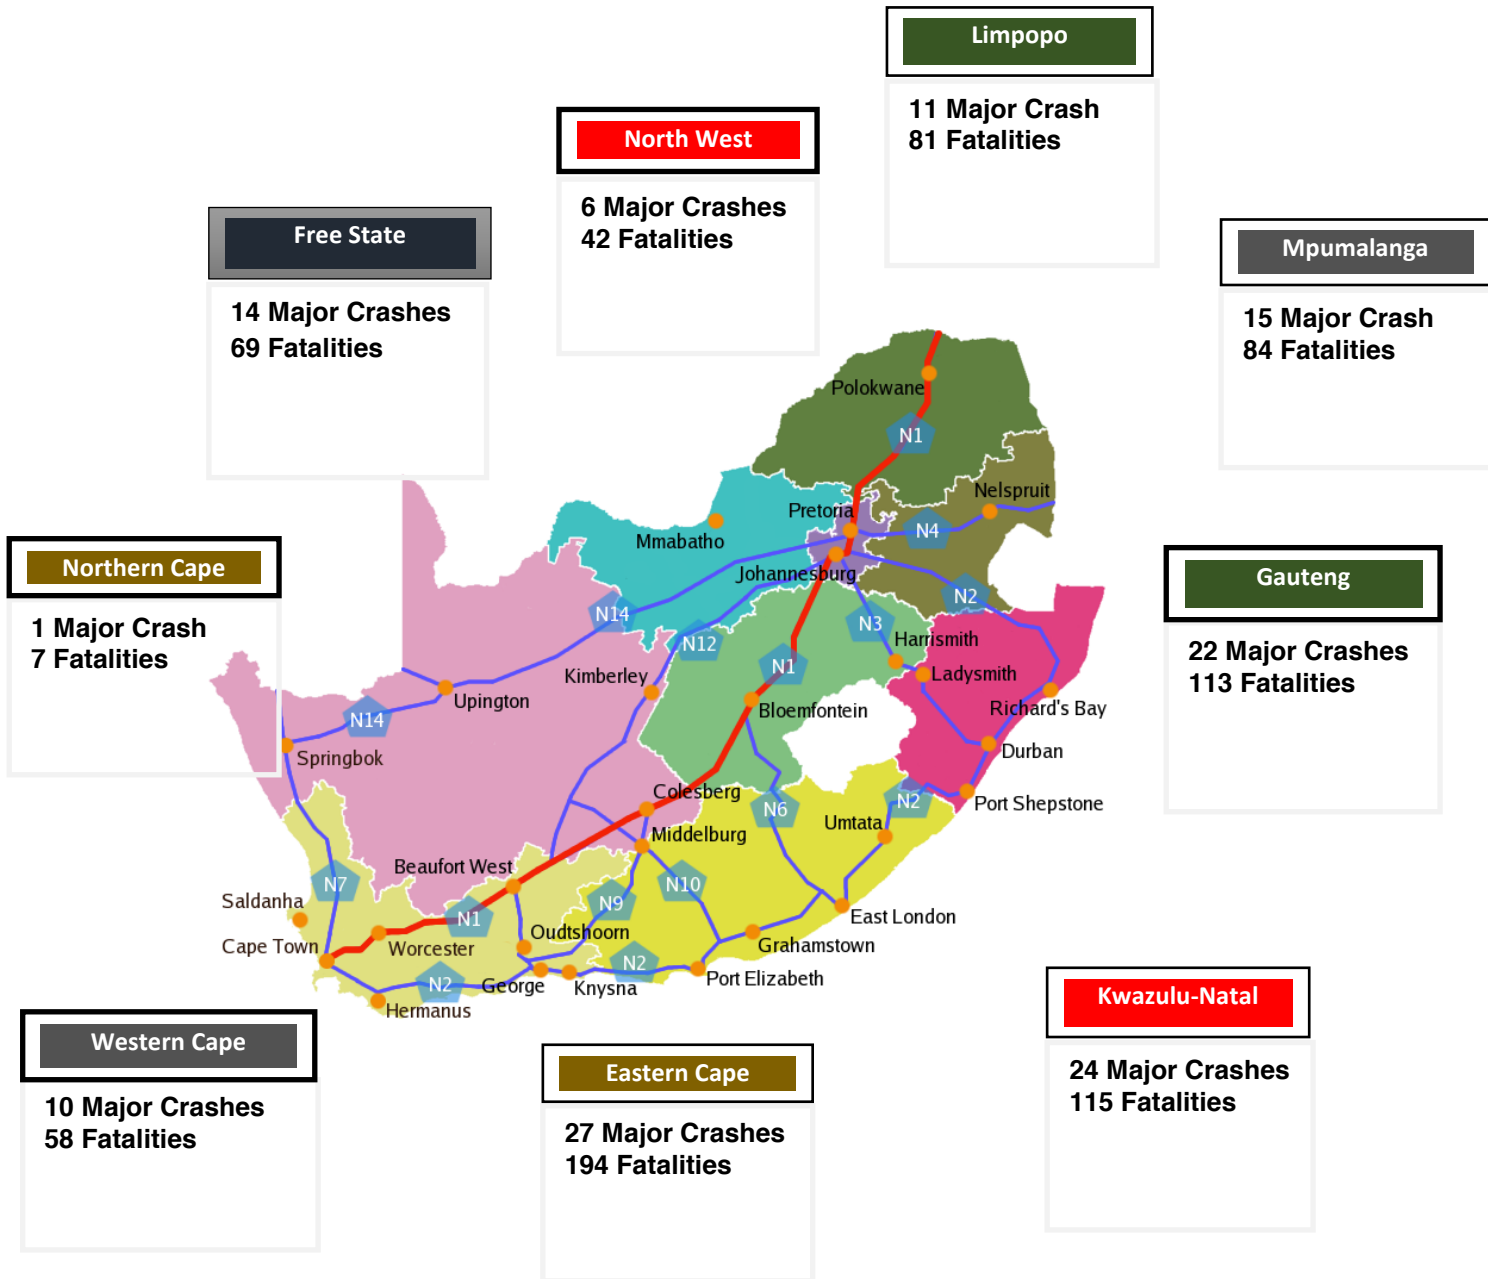 Limpopo
11 Major Crash
81 Fatalities
North West
6 Major Crashes
42 Fatalities
Free State
14 Major Crashes
69 Fatalities
Mpumalanga
15 Major Crash
84 Fatalities
Northern Cape
1 Major Crash
7 Fatalities
Gauteng
22 Major Crashes
113 Fatalities
Polokwane
N1
Nelspruit
Pretoria
N4
Mmabatho
Johannesburg
N2
N14
N3
N12
Harrismith
N1
Kimberley
Ladysmith
Upington
Bloemfontein
Richard's Bay
N14
Springbok
Durban
Colesberg
N6
N2
Port Shepstone
Umtata
Middelburg
Beaufort West
N7
N10
Saldanha
N9
N1
East London
Oudtshoorn
Cape Town
Worcester
Grahamstown
N2
N2
George
Knysna
Port Elizabeth
Hermanus
Western Cape
10 Major Crashes
58 Fatalities
Eastern Cape
27 Major Crashes
194 Fatalities
Kwazulu-Natal
24 Major Crashes
115 Fatalities